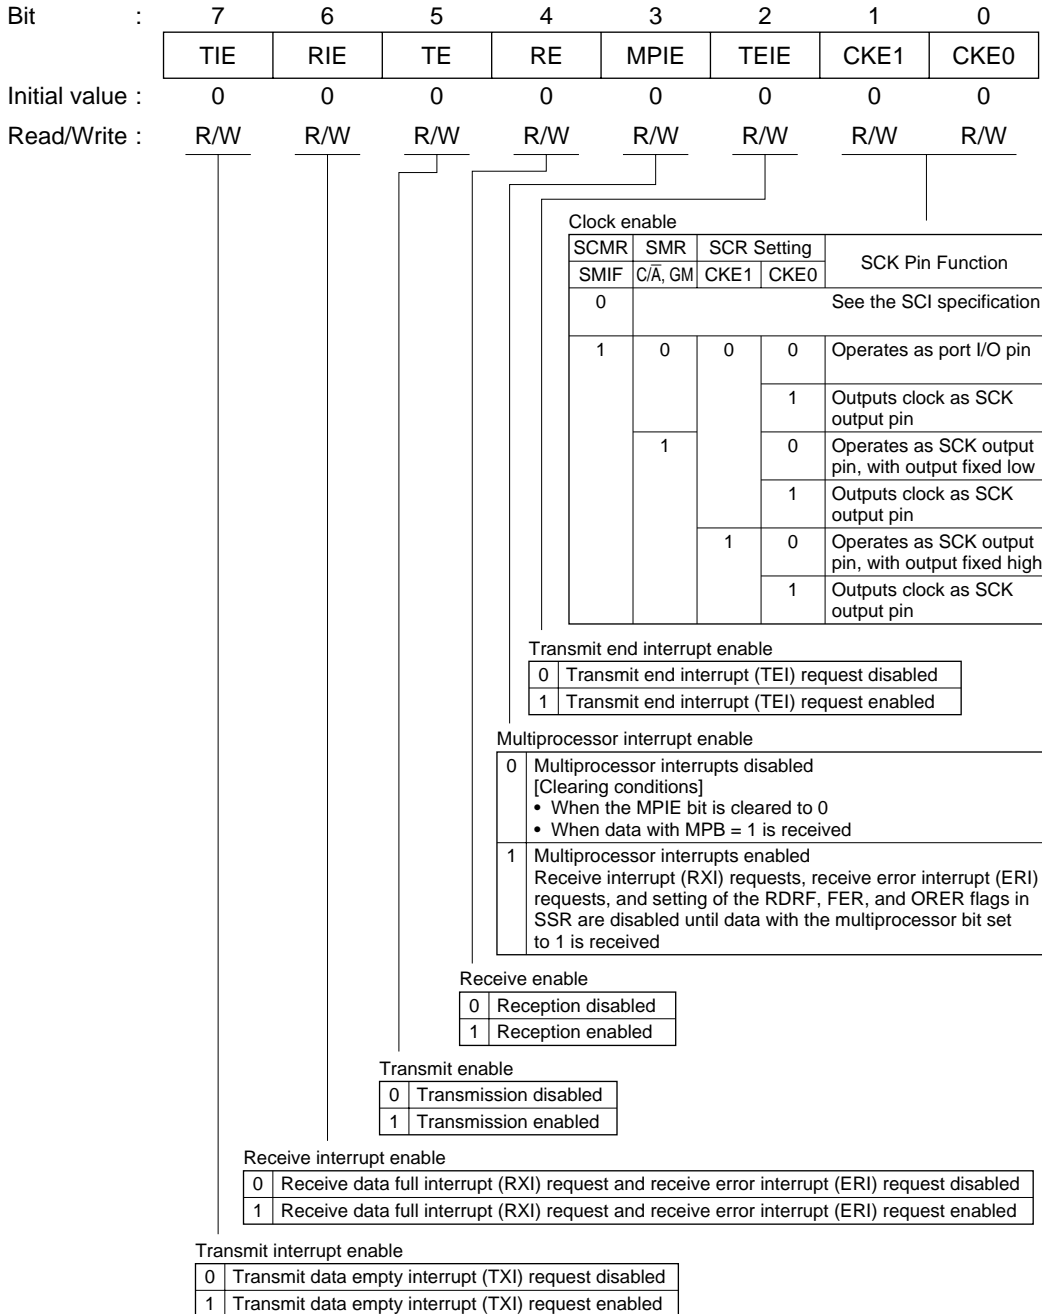 Bit : 7 6 5 4 3 2 1 0
TIE RIE TE RE MPIE TEIE CKE1 CKE0
Initial value : 0 0 0 0 0 0 0 0
Read/Write : R/W R/W R/W R/W R/W R/W R/W R/W
Clock enable
SCMR SMR SCR Setting SCK Pin Function
SMIF C/A̅, GM CKE1 CKE0
0 See the SCI specification
1 0 0 0 Operates as port I/O pin
1 Outputs clock as SCK
output pin
1 0 Operates as SCK output
pin, with output fixed low
1 Outputs clock as SCK
output pin
1 0 Operates as SCK output
pin, with output fixed high
1 Outputs clock as SCK
output pin
Transmit end interrupt enable
0 Transmit end interrupt (TEI) request disabled
1 Transmit end interrupt (TEI) request enabled
Multiprocessor interrupt enable
0 Multiprocessor interrupts disabled
[Clearing conditions]
• When the MPIE bit is cleared to 0
• When data with MPB = 1 is received
1 Multiprocessor interrupts enabled
Receive interrupt (RXI) requests, receive error interrupt (ERI)
requests, and setting of the RDRF, FER, and ORER flags in
SSR are disabled until data with the multiprocessor bit set
to 1 is received
Receive enable
0 Reception disabled
1 Reception enabled
Transmit enable
0 Transmission disabled
1 Transmission enabled
Receive interrupt enable
0 Receive data full interrupt (RXI) request and receive error interrupt (ERI) request disabled
1 Receive data full interrupt (RXI) request and receive error interrupt (ERI) request enabled
Transmit interrupt enable
0 Transmit data empty interrupt (TXI) request disabled
1 Transmit data empty interrupt (TXI) request enabled